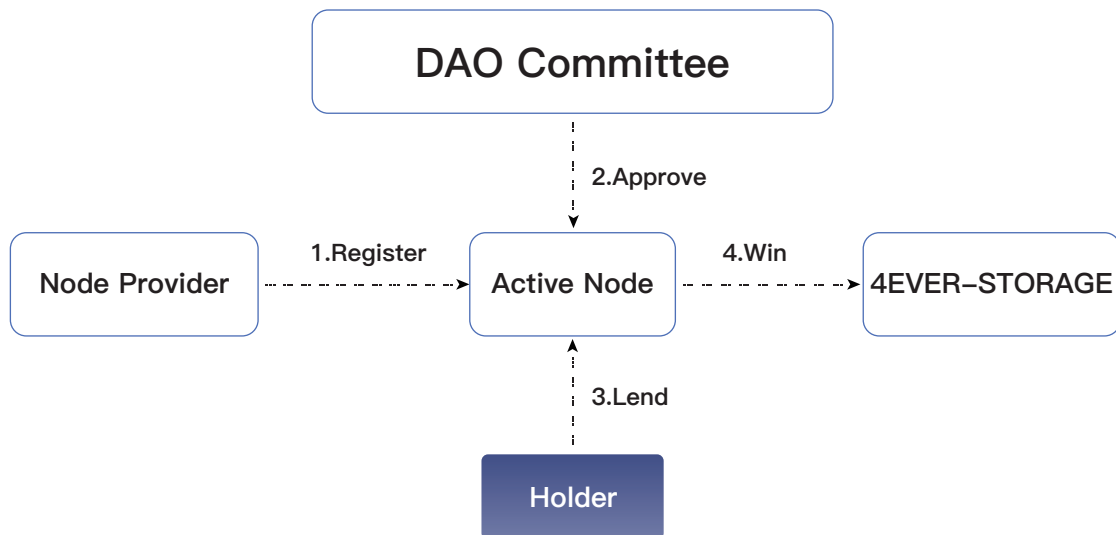 DAO Committee
2.Approve
Node Provider
1.Register
Active Node
4.Win
4EVER–STORAGE
3.Lend
Holder